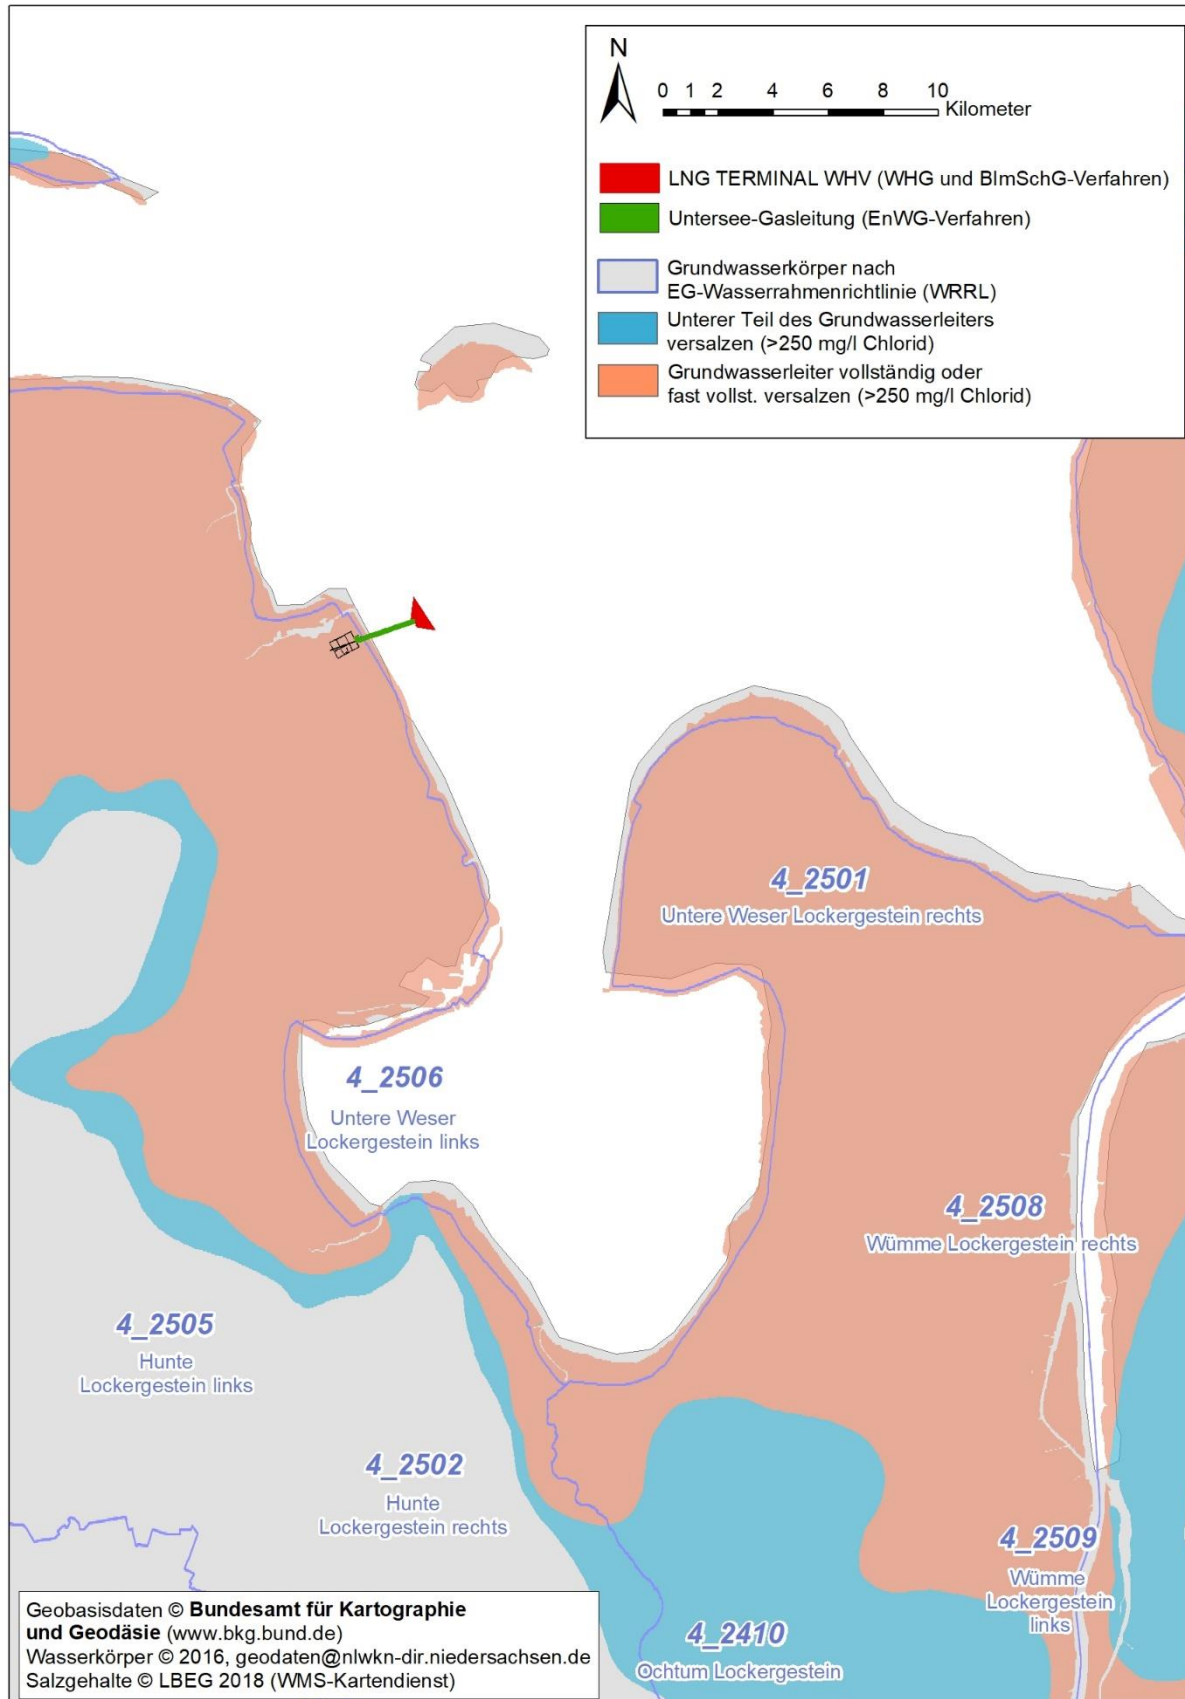 N
0 1 2 4 6 8 10
Kilometer
LNG TERMINAL WHV (WHG und BImSchG-Verfahren)
Untersee-Gasleitung (EnWG-Verfahren)
Grundwasserkörper nach
EG-Wasserrahmenrichtlinie (WRRL)
Unterer Teil des Grundwasserleiters
versalzen (>250 mg/l Chlorid)
Grundwasserleiter vollständig oder
fast vollst. versalzen (>250 mg/l Chlorid)
4_2501
Untere Weser Lockergestein rechts
4_2506
Untere Weser
Lockergestein links
4_2508
Wümme Lockergestein rechts
4_2505
Hunte
Lockergestein links
4_2502
Hunte
Lockergestein rechts
4_2509
Wümme
Lockergestein
links
4_2410
Ochtum Lockergestein
Geobasisdaten © Bundesamt für Kartographie
und Geodäsie (www.bkg.bund.de)
Wasserkörper © 2016, geodaten@nlwkn-dir.niedersachsen.de
Salzgehalte © LBEG 2018 (WMS-Kartendienst)